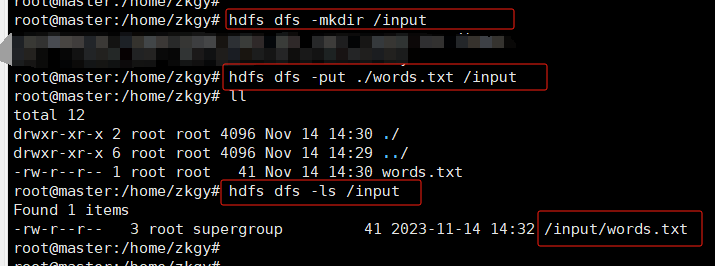 root@master:/home/zkgy#
root@master:/home/zkgy# hdfs dfs -mkdir /input
root@master:/home/zkgy# hdfs dfs -put ./words.txt /input
root@master:/home/zkgy# ll
total 12
drwxr-xr-x 2 root root 4096 Nov 14 14:30 ./
drwxr-xr-x 6 root root 4096 Nov 14 14:29 ../
-rw-r--r-- 1 root root   41 Nov 14 14:30 words.txt
root@master:/home/zkgy# hdfs dfs -ls /input
Found 1 items
-rw-r--r--   3 root supergroup         41 2023-11-14 14:32 /input/words.txt
root@master:/home/zkgy#
root@master:/home/zkgy#